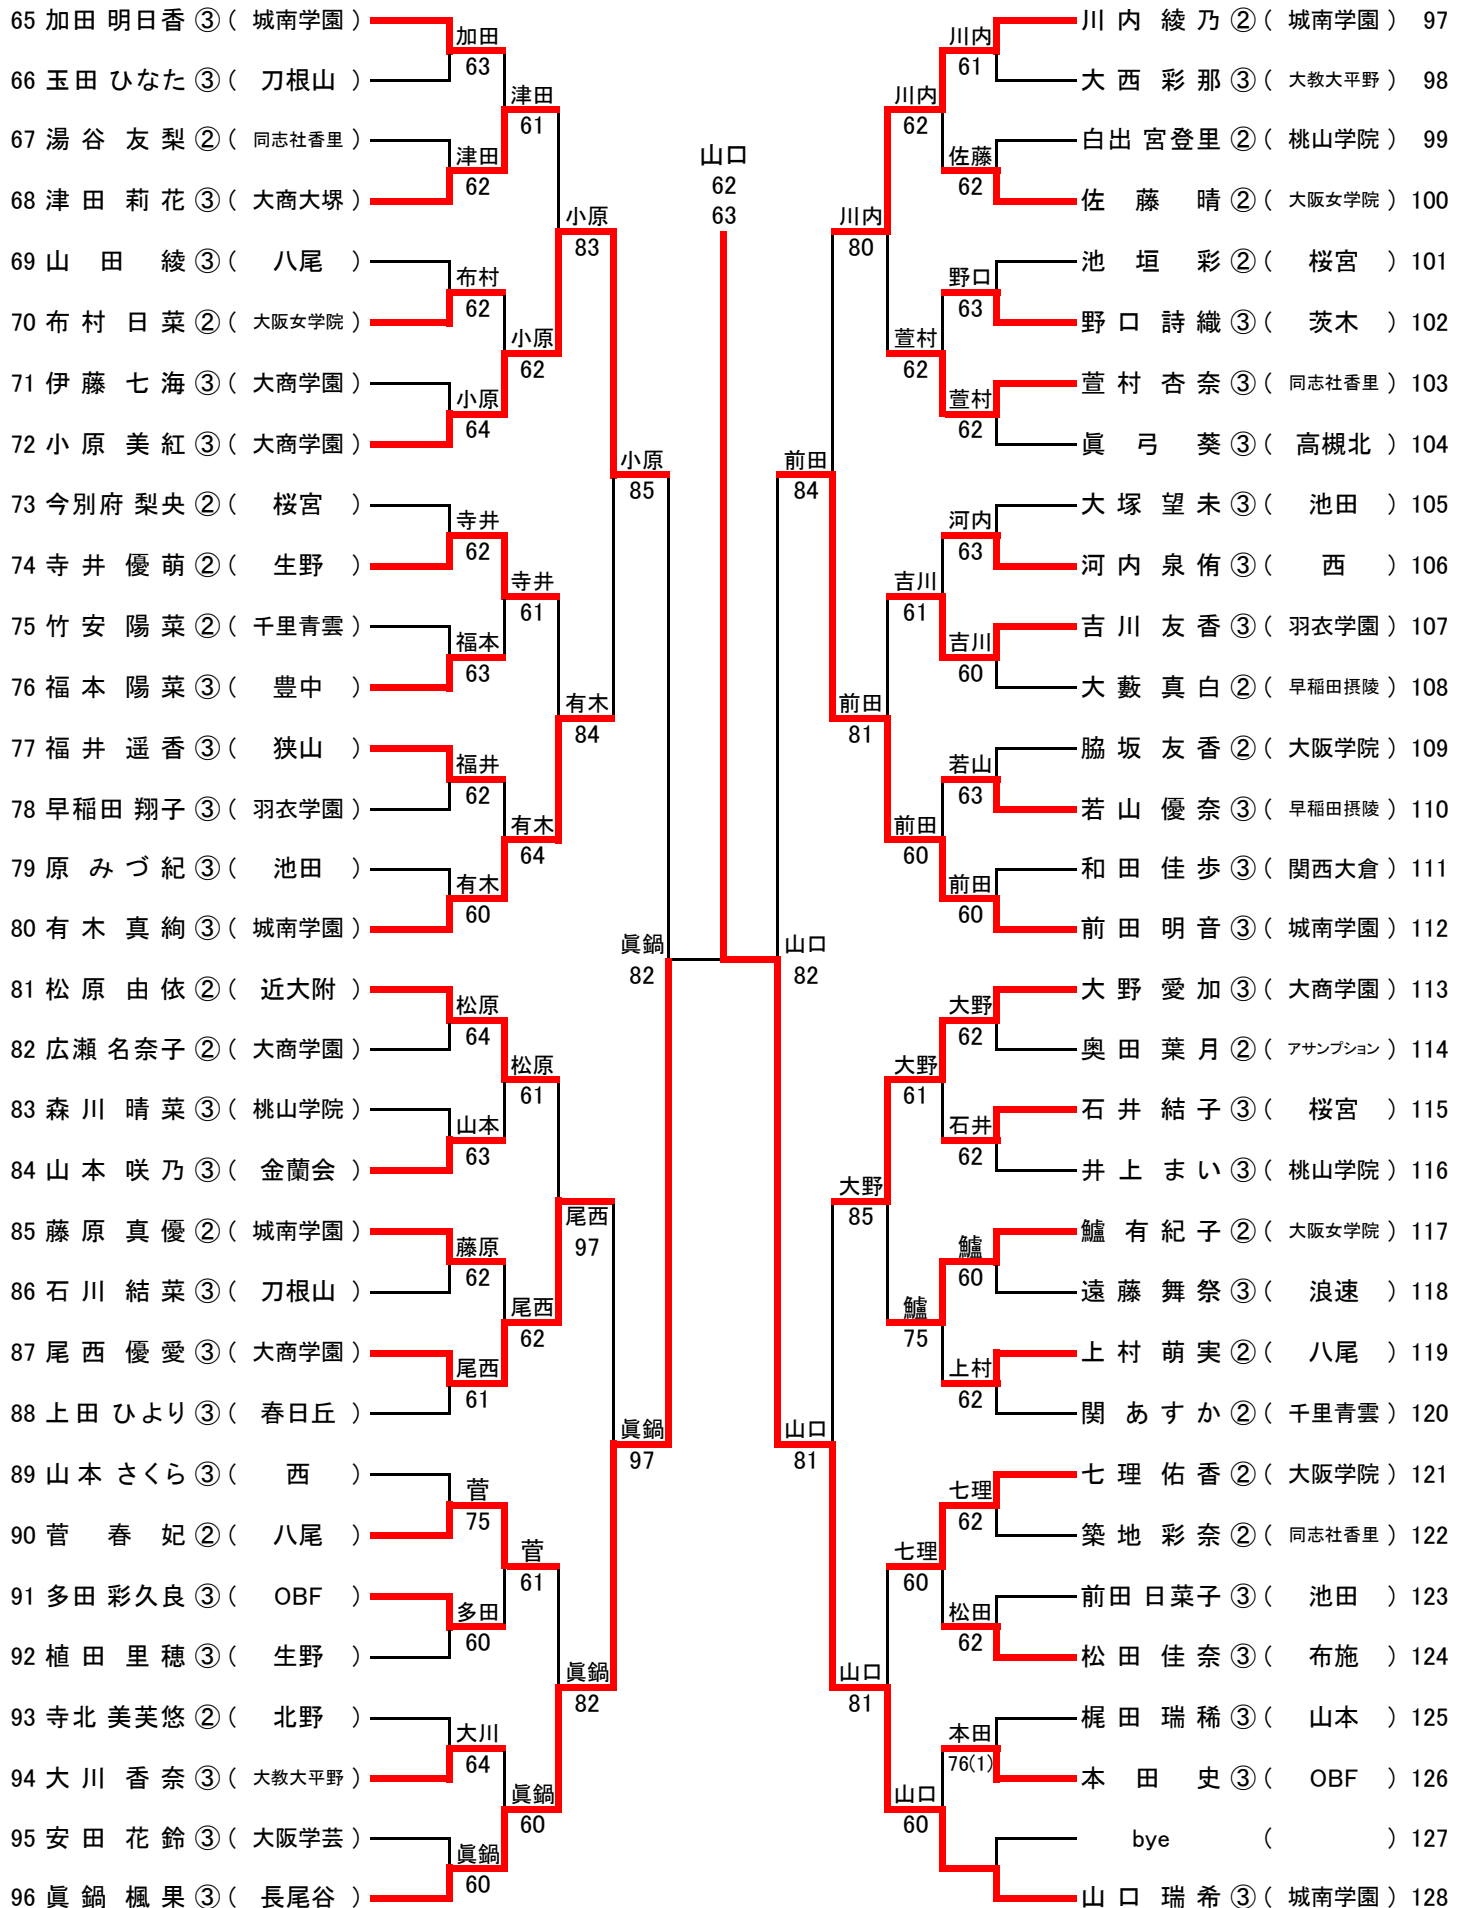 65 加田 明日香 ③ ( 城南学園 )
66 玉田 ひなた ③ ( 刀根山 )
67 湯谷 友梨 ② ( 同志社香里 )
68 津田 莉花 ③ ( 大商大堺 )
69 山田 綾 ③ ( 八尾 )
70 布村 日菜 ② ( 大阪女学院 )
71 伊藤 七海 ③ ( 大商学園 )
72 小原 美紅 ③ ( 大商学園 )
73 今別府 梨央 ② ( 桜宮 )
74 寺井 優萌 ② ( 生野 )
75 竹安 陽菜 ② ( 千里青雲 )
76 福本 陽菜 ③ ( 豊中 )
77 福井 遥香 ③ ( 狭山 )
78 早稲田 翔子 ③ ( 羽衣学園 )
79 原 みづ紀 ③ ( 池田 )
80 有木 真絢 ③ ( 城南学園 )
81 松原 由依 ② ( 近大附 )
82 広瀬 名奈子 ② ( 大商学園 )
83 森川 晴菜 ③ ( 桃山学院 )
84 山本 咲乃 ③ ( 金蘭会 )
85 藤原 真優 ② ( 城南学園 )
86 石川 結菜 ③ ( 刀根山 )
87 尾西 優愛 ③ ( 大商学園 )
88 上田 ひより ③ ( 春日丘 )
89 山本 さくら ③ ( 西 )
90 菅 春妃 ② ( 八尾 )
91 多田 彩久良 ③ ( OBF )
92 植田 里穂 ③ ( 生野 )
93 寺北 美芙悠 ② ( 北野 )
94 大川 香奈 ③ ( 大教大平野 )
95 安田 花鈴 ③ ( 大阪学芸 )
96 眞鍋 楓果 ③ ( 長尾谷 )
加田
63
津田
62
布村
62
小原
64
寺井
62
福本
63
福井
62
有木
60
松原
64
山本
63
藤原
62
尾西
61
菅
75
多田
60
大川
64
眞鍋
60
津田
61
小原
62
寺井
61
有木
64
松原
61
尾西
62
菅
61
眞鍋
60
小原
83
有木
84
尾西
97
眞鍋
82
小原
85
眞鍋
97
眞鍋
82
山口
62
63
山口
82
前田
84
山口
81
川内
80
前田
81
大野
85
山口
81
川内
62
萱村
62
吉川
61
前田
60
大野
61
鱸
75
七理
60
山口
60
川内
61
佐藤
62
野口
63
萱村
62
河内
63
吉川
60
若山
63
前田
60
大野
62
石井
62
鱸
60
上村
62
七理
62
松田
62
本田
76(1)
川内 綾乃 ② ( 城南学園 ) 97
大西 彩那 ③ ( 大教大平野 ) 98
白出 宮登里 ② ( 桃山学院 ) 99
佐藤 晴 ② ( 大阪女学院 ) 100
池垣 彩 ② ( 桜宮 ) 101
野口 詩織 ③ ( 茨木 ) 102
萱村 杏奈 ③ ( 同志社香里 ) 103
眞弓 葵 ③ ( 高槻北 ) 104
大塚 望未 ③ ( 池田 ) 105
河内 泉侑 ③ ( 西 ) 106
吉川 友香 ③ ( 羽衣学園 ) 107
大藪 真白 ② ( 早稲田摂陵 ) 108
脇坂 友香 ② ( 大阪学院 ) 109
若山 優奈 ③ ( 早稲田摂陵 ) 110
和田 佳歩 ③ ( 関西大倉 ) 111
前田 明音 ③ ( 城南学園 ) 112
大野 愛加 ③ ( 大商学園 ) 113
奥田 葉月 ② ( アサンプション ) 114
石井 結子 ③ ( 桜宮 ) 115
井上 まい ③ ( 桃山学院 ) 116
鱸 有紀子 ② ( 大阪女学院 ) 117
遠藤 舞祭 ③ ( 浪速 ) 118
上村 萌実 ② ( 八尾 ) 119
関 あすか ② ( 千里青雲 ) 120
七理 佑香 ② ( 大阪学院 ) 121
築地 彩奈 ② ( 同志社香里 ) 122
前田 日菜子 ③ ( 池田 ) 123
松田 佳奈 ③ ( 布施 ) 124
梶田 瑞稀 ③ ( 山本 ) 125
本田 史 ③ ( OBF ) 126
bye ( ) 127
山口 瑞希 ③ ( 城南学園 ) 128